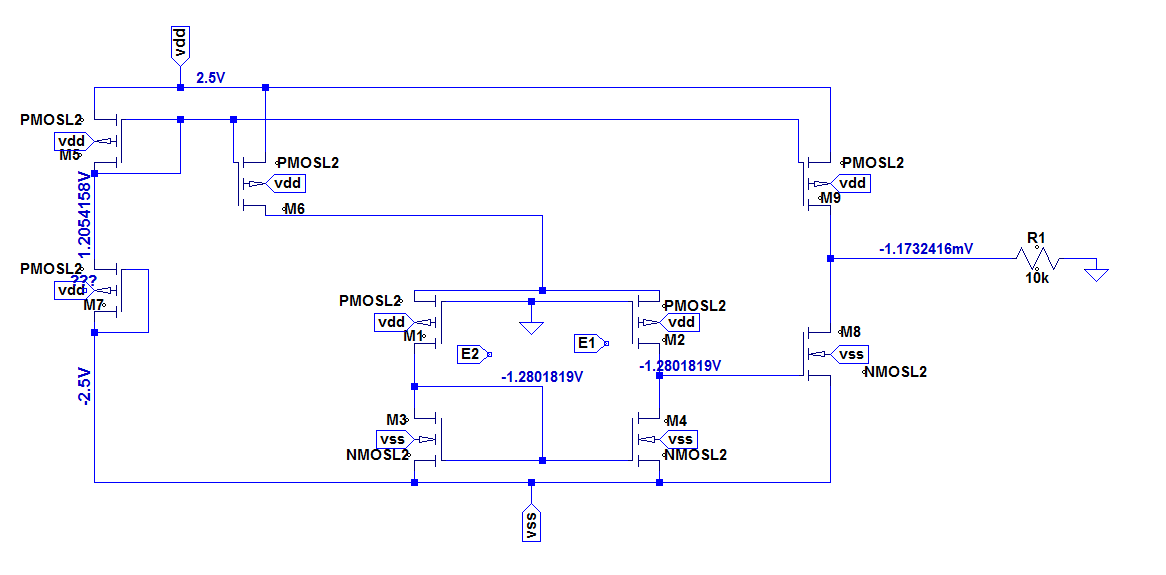 vdd
2.5V
PMOSL2
vdd
M5
PMOSL2
vdd
M6
PMOSL2
vdd
M9
1.2054158V
-1.1732416mV
R1
10k
PMOSL2
???
vdd
M7
PMOSL2
vdd
M1
PMOSL2
vdd
M2
E2
E1
M8
vss
NMOSL2
-1.2801819V
-1.2801819V
-2.5V
M3
vss
NMOSL2
M4
vss
NMOSL2
vss